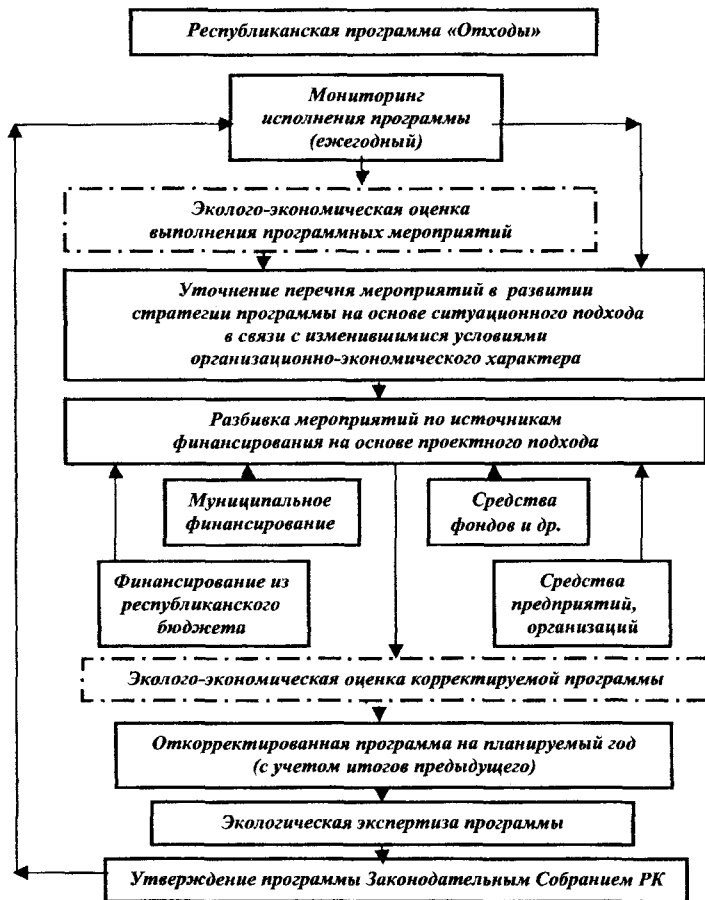 Республиканская программа «Отходы»
Мониторинг
исполнения программы
(ежегодный)
Эколого-экономическая оценка
выполнения программных мероприятий
Уточнение перечня мероприятий в развитии
стратегии программы на основе ситуационного подхода
в связи с изменившимися условиями
организационно-экономического характера
Разбивка мероприятий по источникам
финансирования на основе проектного подхода
Муниципальное
финансирование
Средства
фондов и др.
Финансирование из
республиканского
бюджета
Средства
предприятий,
организаций
Эколого-экономическая оценка корректируемой программы
Откорректированная программа на планируемый год
(с учетом итогов предыдущего)
Экологическая экспертиза программы
Утверждение программы Законодательным Собранием РК